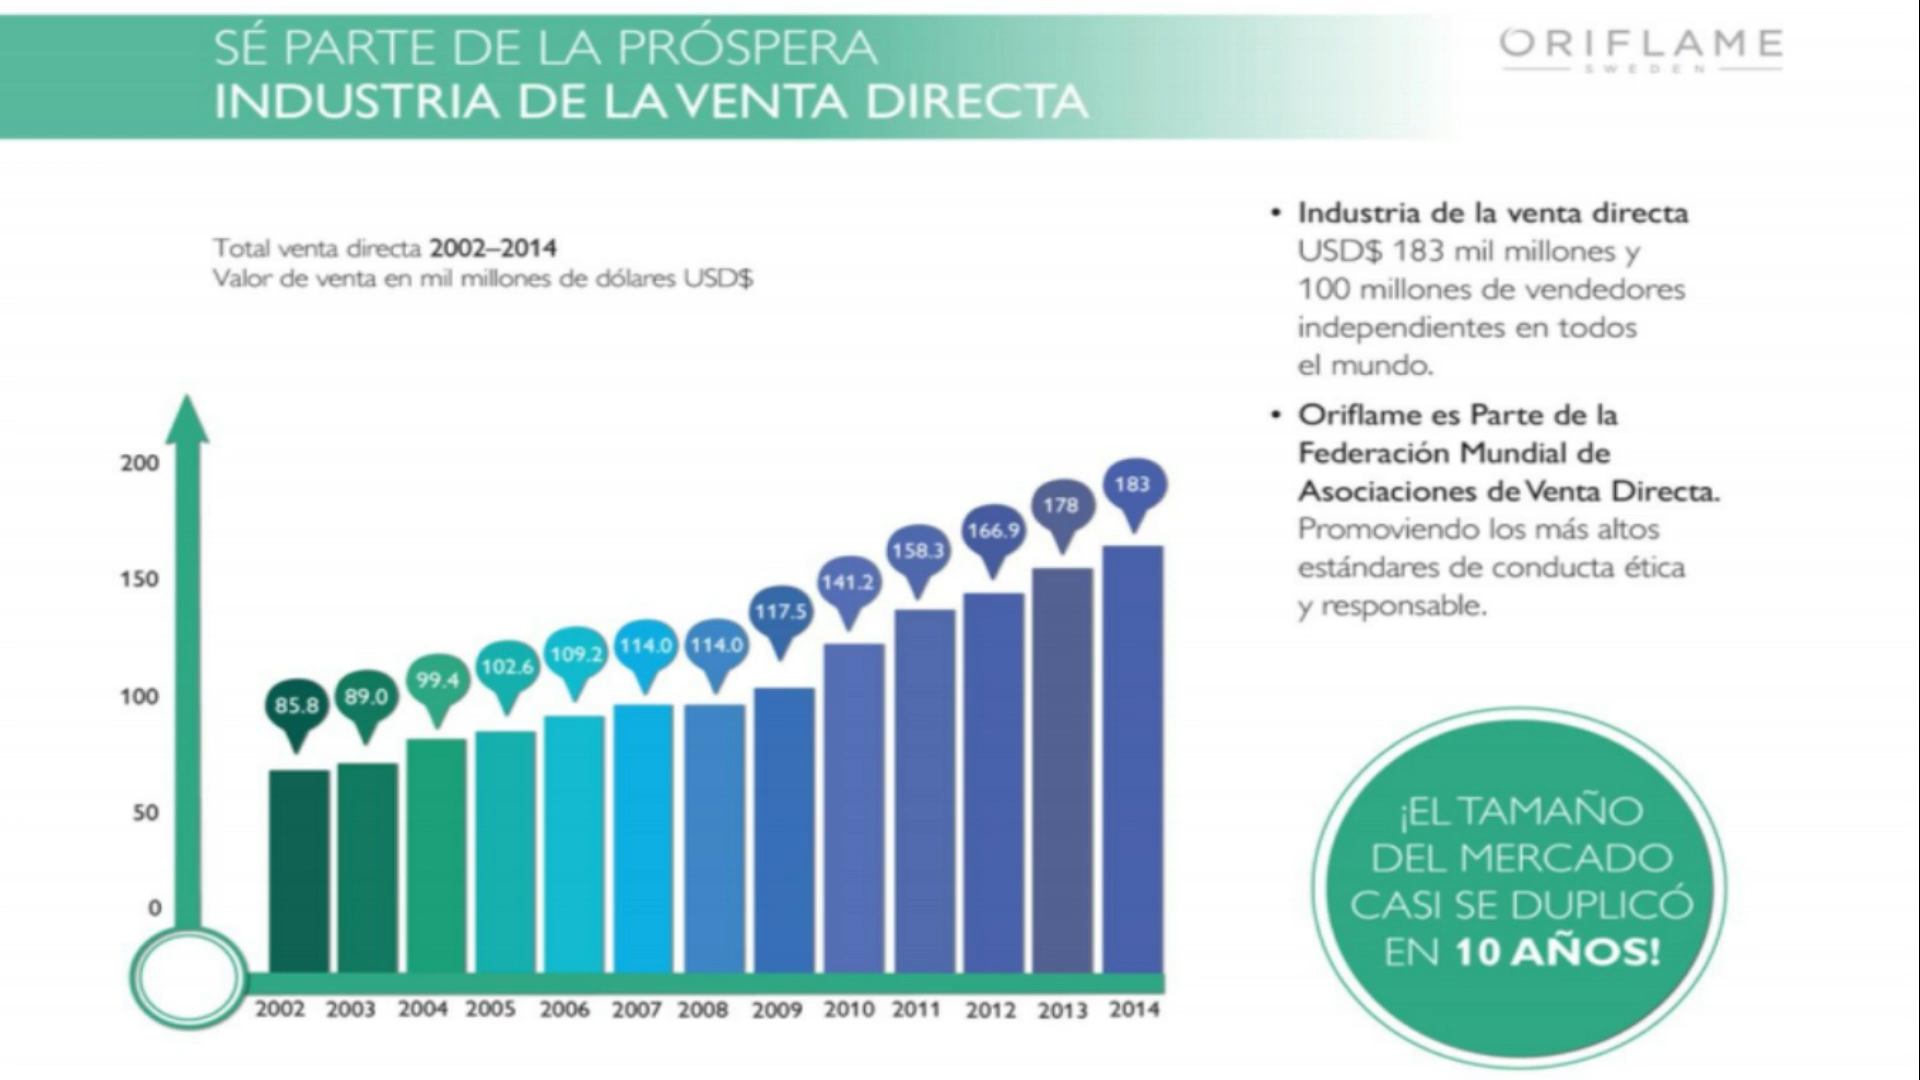 SÉ PARTE DE LA PRÓSPERA
INDUSTRIA DE LA VENTA DIRECTA
ORIFLAME
SWEDEN
Total venta directa 2002–2014
Valor de venta en mil millones de dólares USD$
200
150
100
50
0
85.8
89.0
99.4
102.6
109.2
114.0
114.0
117.5
141.2
158.3
166.9
178
183
2002 2003 2004 2005 2006 2007 2008 2009 2010 2011 2012 2013 2014
• Industria de la venta directa
USD$ 183 mil millones y
100 millones de vendedores
independientes en todos
el mundo.
• Oriflame es Parte de la
Federación Mundial de
Asociaciones de Venta Directa.
Promoviendo los más altos
estándares de conducta ética
y responsable.
¡EL TAMAÑO
DEL MERCADO
CASI SE DUPLICÓ
EN 10 AÑOS!